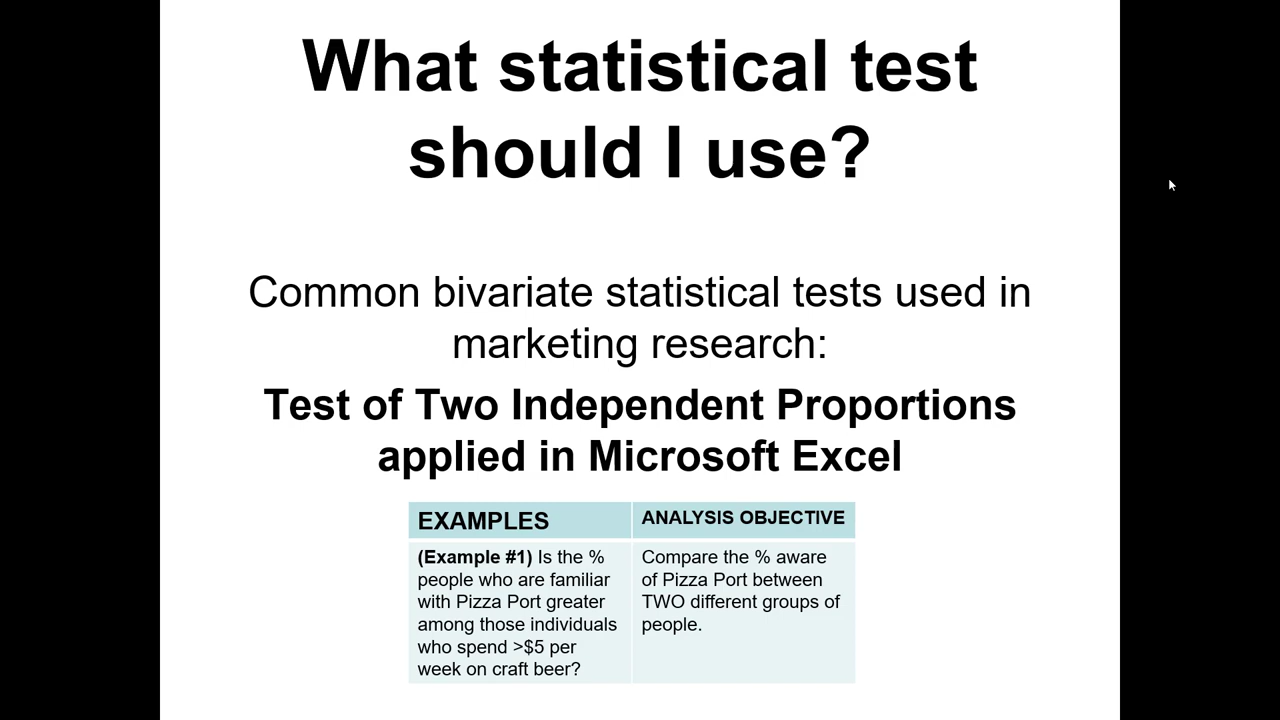 What statistical test
should I use?
Common bivariate statistical tests used in
marketing research:
Test of Two Independent Proportions
applied in Microsoft Excel
EXAMPLES
ANALYSIS OBJECTIVE
(Example #1) Is the %
people who are familiar
with Pizza Port greater
among those individuals
who spend >$5 per
week on craft beer?
Compare the % aware
of Pizza Port between
TWO different groups of
people.